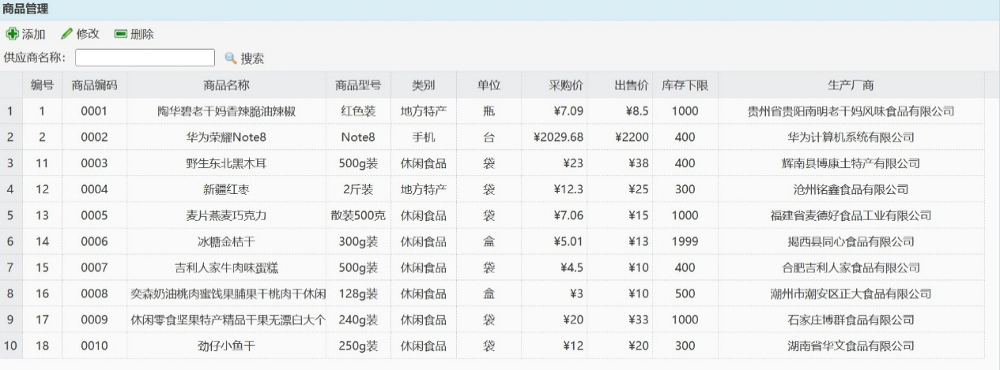 商品管理
添加 修改 删除
供应商名称: 搜索
编号 商品编码 商品名称 商品型号 类别 单位 采购价 出售价 库存下限 生产厂商
1 1 0001 陶华碧老干妈香辣脆油辣椒 红色装 地方特产 瓶 ¥7.09 ¥8.5 1000 贵州省贵阳南明老干妈风味食品有限公司
2 2 0002 华为荣耀Note8 Note8 手机 台 ¥2029.68 ¥2200 400 华为计算机系统有限公司
3 11 0003 野生东北黑木耳 500g装 休闲食品 袋 ¥23 ¥38 400 辉南县博康土特产有限公司
4 12 0004 新疆红枣 2斤装 地方特产 袋 ¥12.3 ¥25 300 沧州铭鑫食品有限公司
5 13 0005 麦片燕麦巧克力 散装500克 休闲食品 袋 ¥7.06 ¥15 1000 福建省麦德好食品工业有限公司
6 14 0006 冰糖金桔干 300g装 休闲食品 盒 ¥5.01 ¥13 1999 揭西县同心食品有限公司
7 15 0007 吉利人家牛肉味蛋糕 500g装 休闲食品 袋 ¥4.5 ¥10 400 合肥吉利人家食品有限公司
8 16 0008 奕森奶油桃肉蜜饯果脯果干桃肉干休闲 128g装 休闲食品 盒 ¥3 ¥10 500 潮州市潮安区正大食品有限公司
9 17 0009 休闲零食坚果特产精品干果无漂白大个 240g装 休闲食品 袋 ¥20 ¥33 1000 石家庄博群食品有限公司
10 18 0010 劲仔小鱼干 250g装 休闲食品 袋 ¥12 ¥20 300 湖南省华文食品有限公司